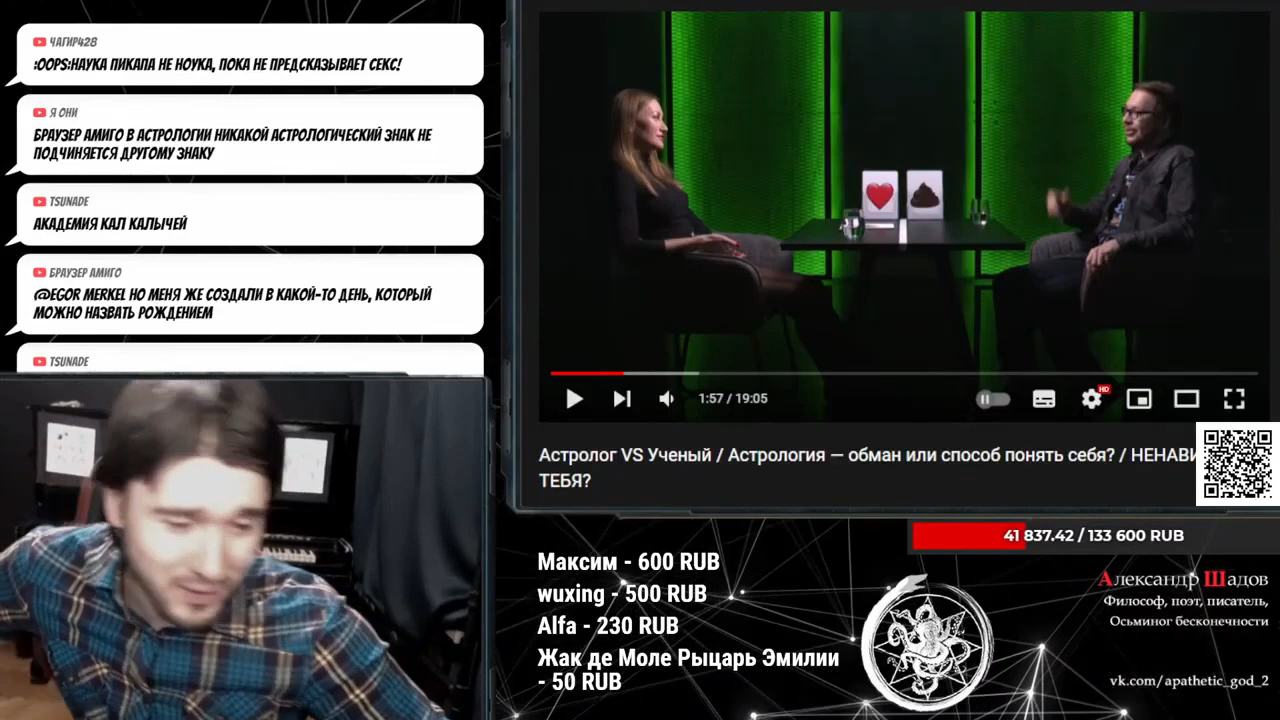 ЧАГИР428
:OOPS:НАУКА ПИКАПА НЕ НОУКА, ПОКА НЕ ПРЕДСКАЗЫВАЕТ СЕКС!
Я ОНИ
БРАУЗЕР АМИГО В АСТРОЛОГИИ НИКАКОЙ АСТРОЛОГИЧЕСКИЙ ЗНАК НЕ
ПОДЧИНЯЕТСЯ ДРУГОМУ ЗНАКУ
TSUNADE
АКАДЕМИЯ КАЛ КАЛЫЧЕЙ
БРАУЗЕР АМИГО
@EGOR MERKEL НО МЕНЯ ЖЕ СОЗДАЛИ В КАКОЙ-ТО ДЕНЬ, КОТОРЫЙ
МОЖНО НАЗВАТЬ РОЖДЕНИЕМ
TSUNADE
1:57 / 19:05
HD
Астролог VS Ученый / Астрология — обман или способ понять себя? / НЕНАВИ
ТЕБЯ?
41 837.42 / 133 600 RUB
Максим - 600 RUB
wuxing - 500 RUB
Alfa - 230 RUB
Жак де Моле Рыцарь Эмилии
- 50 RUB
Александр Шадов
Философ, поэт, писатель,
Осьминог бесконечности
vk.com/apathetic_god_2